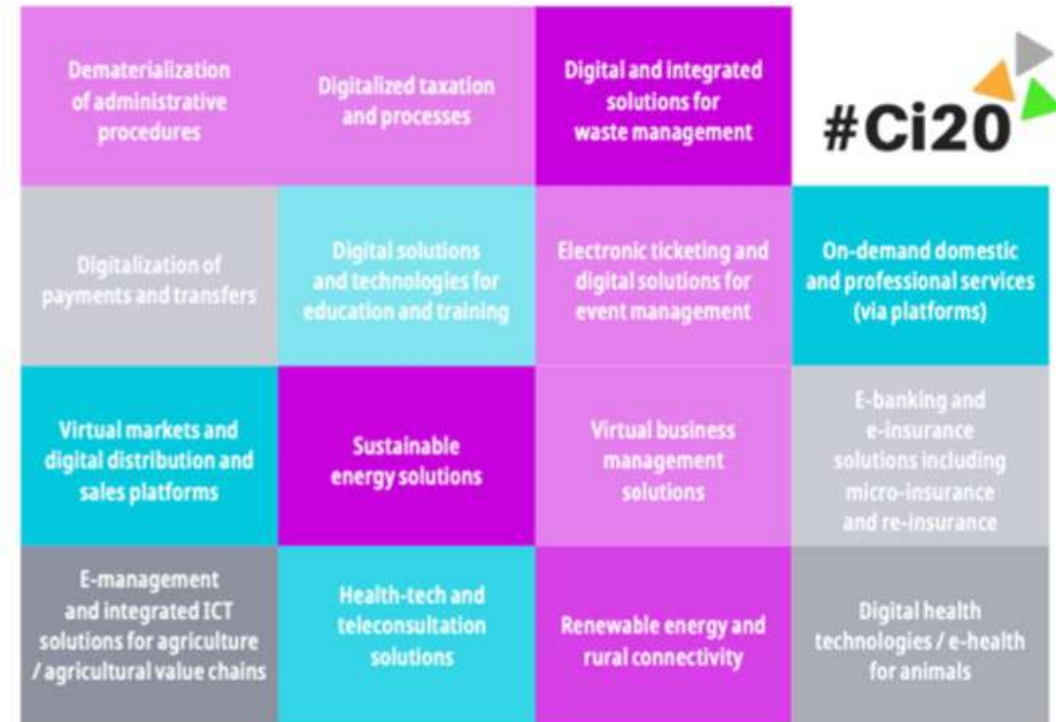 Dematerialization
of administrative
procedures
Digitalized taxation
and processes
Digital and integrated
solutions for
waste management
#Ci20
Digitalization of
payments and transfers
Digital solutions
and technologies for
education and training
Electronic ticketing and
digital solutions for
event management
On-demand domestic
and professional services
(via platforms)
Virtual markets and
digital distribution and
sales platforms
Sustainable
energy solutions
Virtual business
management
solutions
E-banking and
e-insurance
solutions including
micro-insurance
and re-insurance
E-management
and integrated ICT
solutions for agriculture
/ agricultural value chains
Health-tech and
teleconsultation
solutions
Renewable energy and
rural connectivity
Digital health
technologies / e-health
for animals